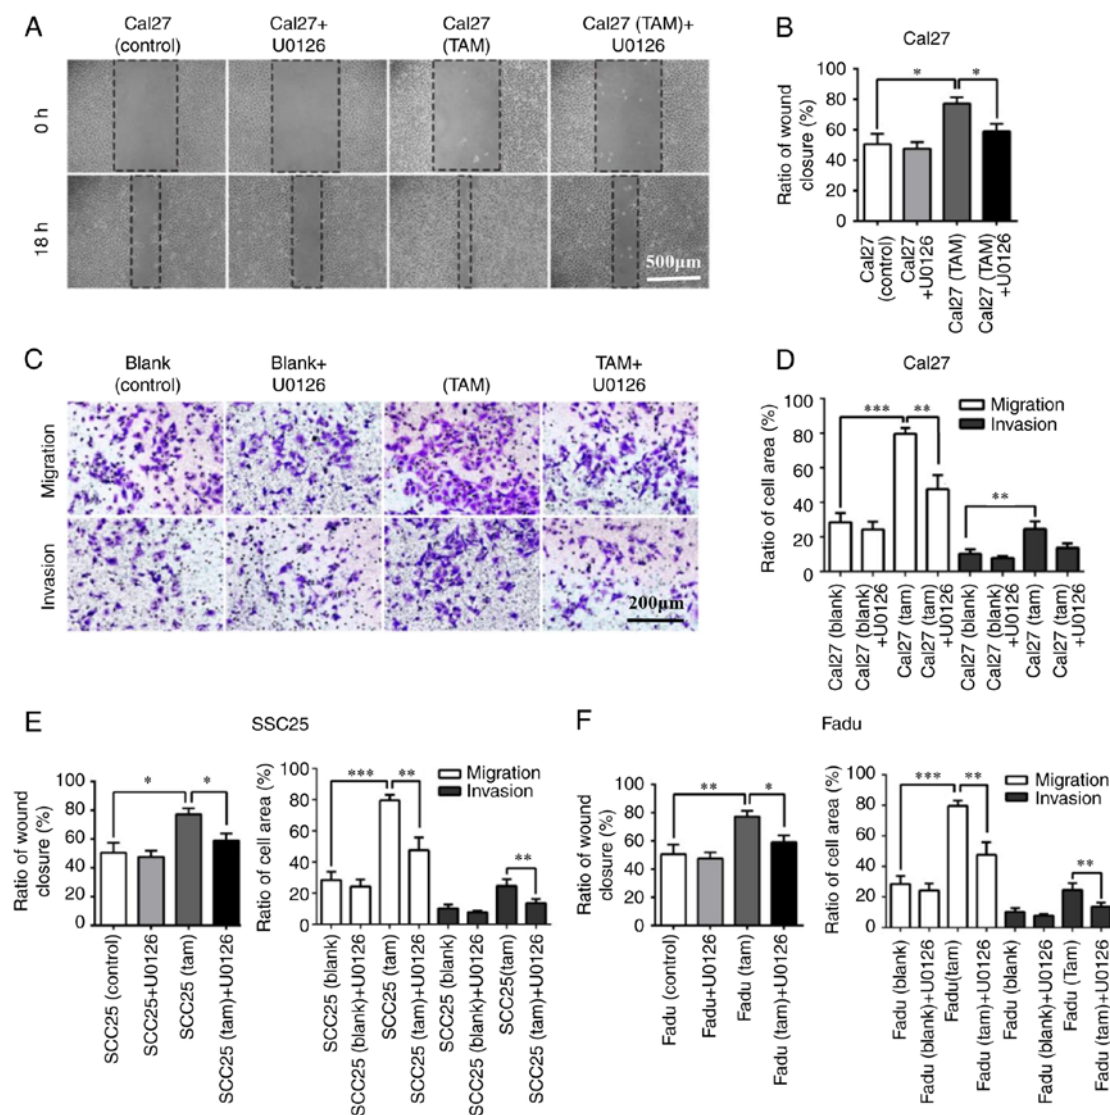 A
Cal27
(control)
Cal27+
U0126
Cal27
(TAM)
Cal27 (TAM)+
U0126
0 h
18 h
500μm
B
Cal27
Ratio of wound
closure (%)
100
80
60
40
20
0
*
*
Cal27
(control)
Cal27
+U0126
Cal27 (TAM)
Cal27 (TAM)
+U0126
C
Blank
(control)
Blank+
U0126
(TAM)
TAM+
U0126
Migration
Invasion
200μm
D
Cal27
Ratio of cell area (%)
100
80
60
40
20
0
***
**
**
Migration
Invasion
Cal27 (blank)
Cal27 (blank)
+U0126
Cal27 (tam)
Cal27 (tam)
+U0126
Cal27 (blank)
Cal27 (blank)
+U0126
Cal27 (tam)
Cal27 (tam)
+U0126
E
SSC25
Ratio of wound
closure (%)
100
80
60
40
20
0
*
*
SCC25 (control)
SCC25+U0126
SCC25 (tam)
SCC25 (tam)+U0126
Ratio of cell area (%)
100
80
60
40
20
0
***
**
**
Migration
Invasion
SCC25 (blank)
SCC25 (blank)+U0126
SCC25 (tam)
SCC25 (tam)+U0126
SCC25 (blank)
SCC25 (blank)+U0126
SCC25(tam)
SCC25 (tam)+U0126
F
Fadu
Ratio of wound
closure (%)
100
80
60
40
20
0
**
*
Fadu (control)
Fadu+U0126
Fadu (tam)
Fadu (tam)+U0126
Ratio of cell area (%)
100
80
60
40
20
0
***
**
**
Migration
Invasion
Fadu (blank)
Fadu (blank)+U0126
Fadu(tam)
Fadu (tam)+U0126
Fadu (blank)
Fadu (blank)+U0126
Fadu (Tam)
Fadu (tam)+U0126